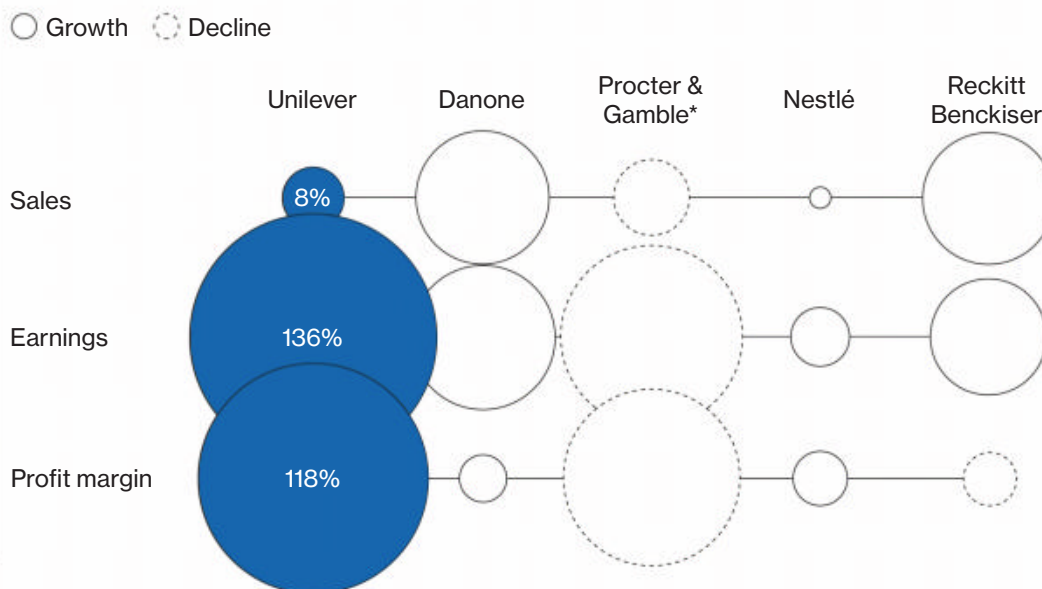 Growth Decline
Unilever Danone Procter & Gamble* Nestlé Reckitt Benckiser
Sales 8%
Earnings 136%
Profit margin 118%